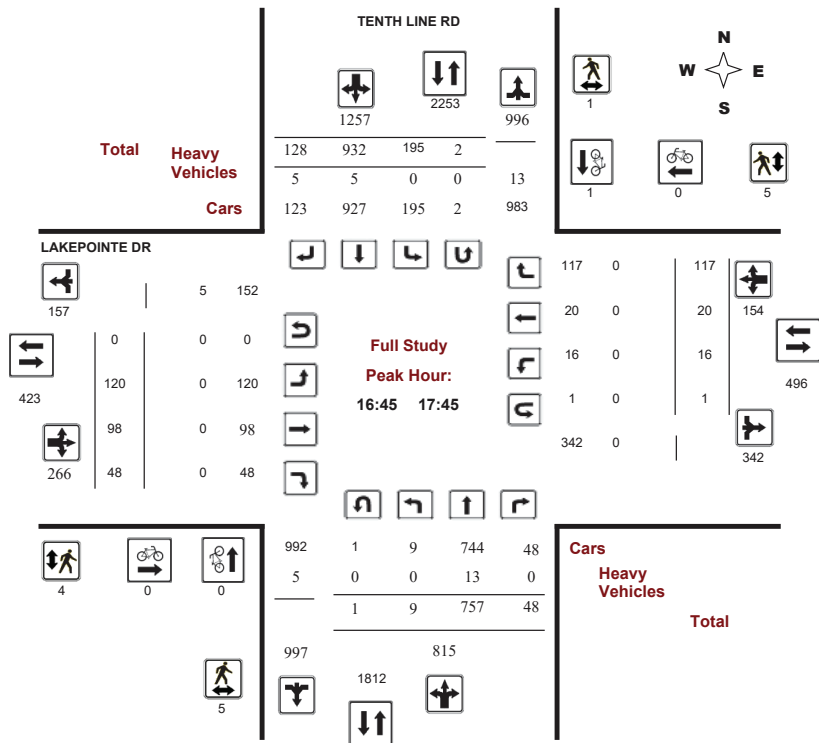 TENTH LINE RD
N
W E
S
2253
1
1257 996
Total Heavy Vehicles
128 932 195 2
1 0 5
5 5 0 0 13
Cars 123 927 195 2 983
LAKEPOINTE DR
117 0 117
157 5 152
20 0 20 154
0 0 0
Full Study
16 0 16
Peak Hour:
120 0 120
423
496
16:45 17:45
1 0 1
98 0 98
342 0
342
266 48 0 48
992 1 9 744 48 Cars
5 0 0 13 0 Heavy Vehicles
4 0 0
1 9 757 48 Total
997 815
1812
5